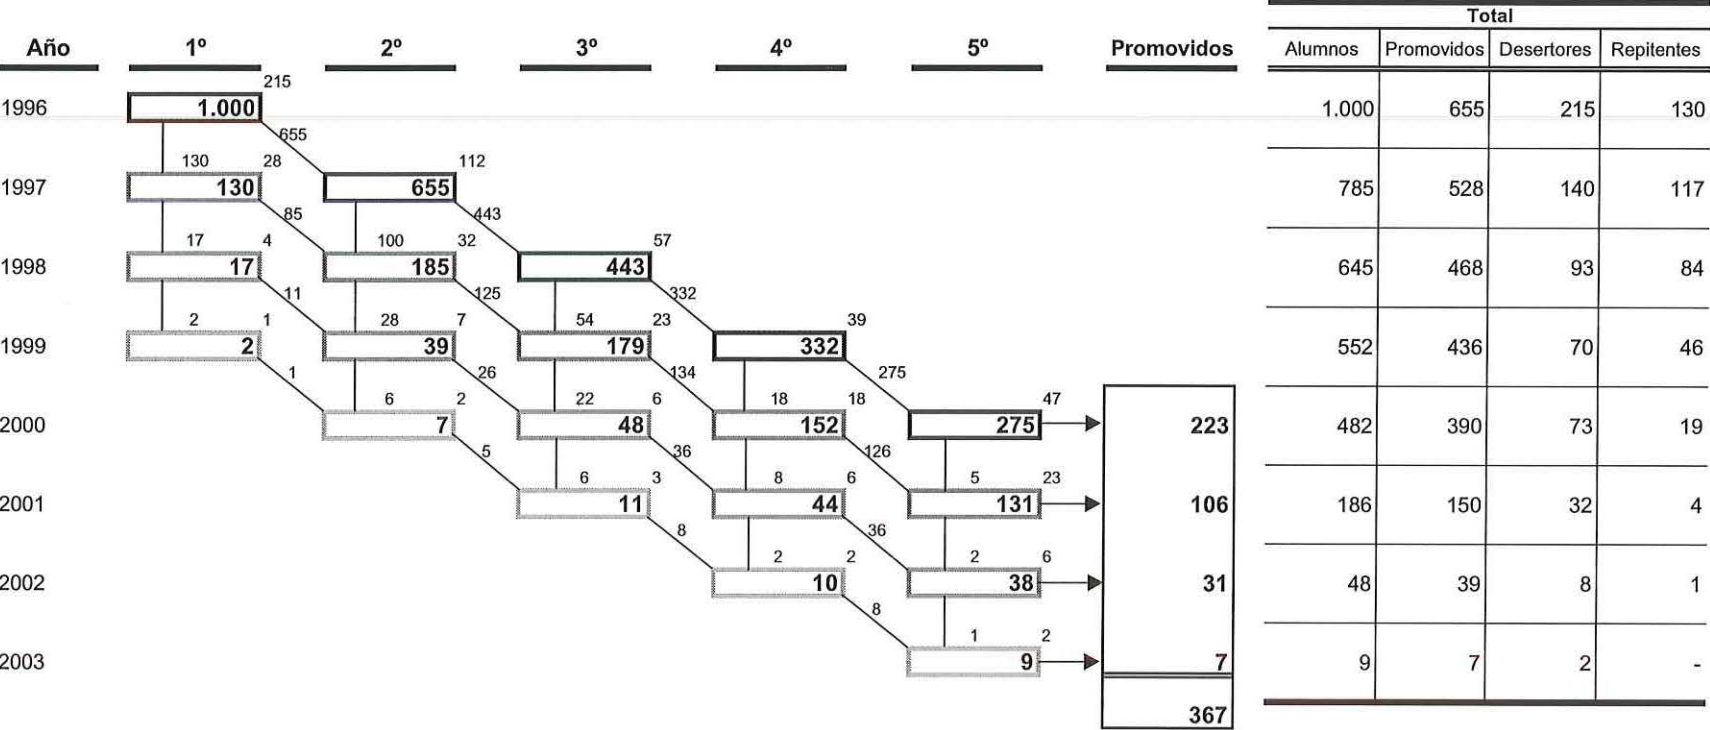 Total
Año 1º 2º 3º 4º 5º Promovidos Alumnos Promovidos Desertores Repitentes
215
1996 1.000 1.000 655 215 130
655
130 28 112
1997 130 655 785 528 140 117
85 443
17 4 100 32 57
1998 17 185 443 645 468 93 84
11 125 332
2 1 28 7 54 23 39
1999 2 39 179 332 552 436 70 46
1 26 134 275
6 2 22 6 18 18 47
2000 7 48 152 275 223 482 390 73 19
5 36 126
6 3 8 6 5 23
2001 11 44 131 106 186 150 32 4
8 36
2 2 2 6
2002 10 38 31 48 39 8 1
8
1 2
2003 9 7 9 7 2 -
367